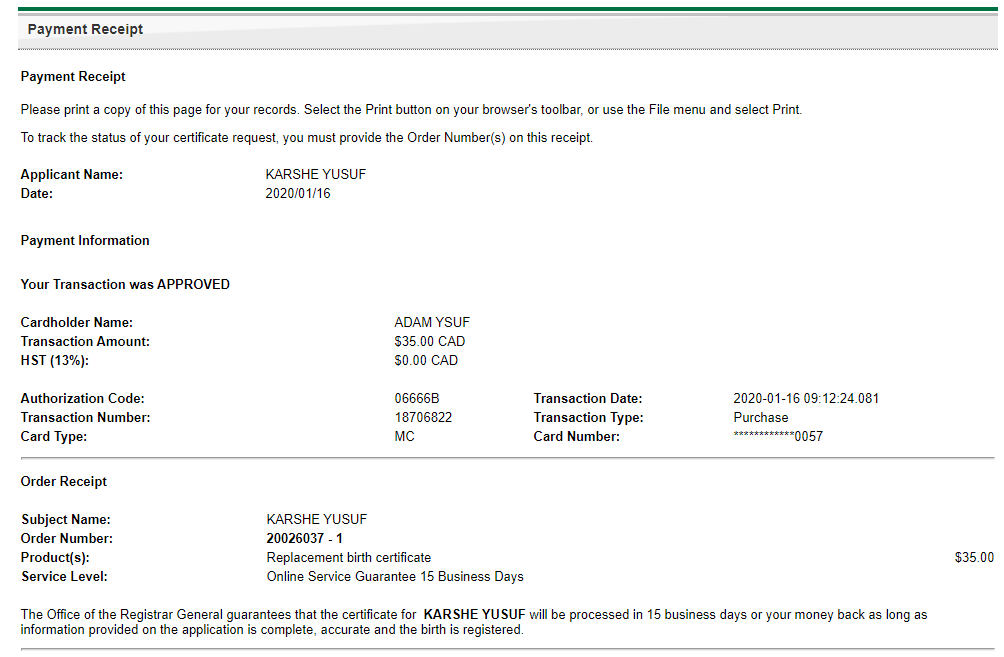 Payment Receipt
Payment Receipt
Please print a copy of this page for your records. Select the Print button on your browser's toolbar, or use the File menu and select Print.
To track the status of your certificate request, you must provide the Order Number(s) on this receipt.
Applicant Name: KARSHE YUSUF
Date: 2020/01/16
Payment Information
Your Transaction was APPROVED
Cardholder Name: ADAM YSUF
Transaction Amount: $35.00 CAD
HST (13%): $0.00 CAD
Authorization Code: 06666B Transaction Date: 2020-01-16 09:12:24.081
Transaction Number: 18706822 Transaction Type: Purchase
Card Type: MC Card Number: ************0057
Order Receipt
Subject Name: KARSHE YUSUF
Order Number: 20026037 - 1
Product(s): Replacement birth certificate $35.00
Service Level: Online Service Guarantee 15 Business Days
The Office of the Registrar General guarantees that the certificate for KARSHE YUSUF will be processed in 15 business days or your money back as long as
information provided on the application is complete, accurate and the birth is registered.